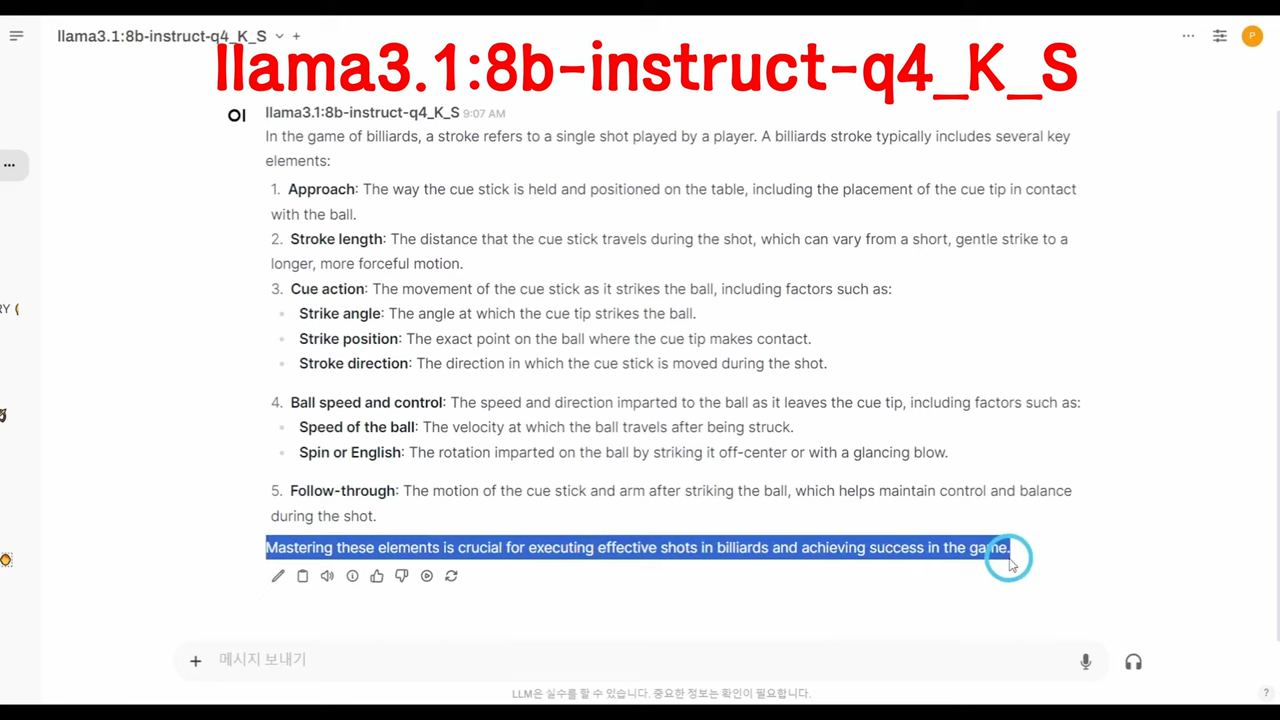 llama3.1:8b-instruct-q4_K_S
llama3.1:8b-instruct-q4_K_S
P
OI
llama3.1:8b-instruct-q4_K_S 9:07 AM
In the game of billiards, a stroke refers to a single shot played by a player. A billiards stroke typically includes several key
elements:
1. Approach: The way the cue stick is held and positioned on the table, including the placement of the cue tip in contact
with the ball.
2. Stroke length: The distance that the cue stick travels during the shot, which can vary from a short, gentle strike to a
longer, more forceful motion.
3. Cue action: The movement of the cue stick as it strikes the ball, including factors such as:
Strike angle: The angle at which the cue tip strikes the ball.
RY (
Strike position: The exact point on the ball where the cue tip makes contact.
Stroke direction: The direction in which the cue stick is moved during the shot.
4. Ball speed and control: The speed and direction imparted to the ball as it leaves the cue tip, including factors such as:
Speed of the ball: The velocity at which the ball travels after being struck.
Spin or English: The rotation imparted on the ball by striking it off-center or with a glancing blow.
5. Follow-through: The motion of the cue stick and arm after striking the ball, which helps maintain control and balance
during the shot.
Mastering these elements is crucial for executing effective shots in billiards and achieving success in the game.
메시지 보내기
LLM은 실수를 할 수 있습니다. 중요한 정보는 확인이 필요합니다.
?